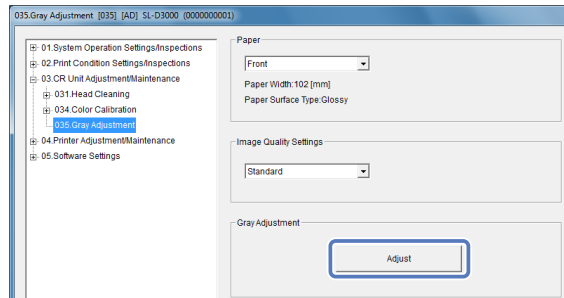 035.Gray Adjustment [035] [AD] SL-D3000 (0000000001)
01.System Operation Settings/Inspections
02.Print Condition Settings/Inspections
03.CR Unit Adjustment/Maintenance
031.Head Cleaning
034.Color Calibration
035.Gray Adjustment
04.Printer Adjustment/Maintenance
05.Software Settings
Paper
Front
Paper Width:102 [mm]
Paper Surface Type:Glossy
Image Quality Settings
Standard
Gray Adjustment
Adjust